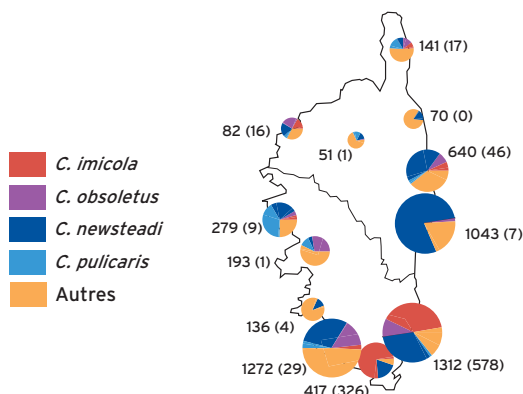 141 (17)
70 (0)
82 (16)
51 (1)
640 (46)
C. imicola
C. obsoletus
C. newsteadi
C. pulicaris
Autres
279 (9)
1043 (7)
193 (1)
136 (4)
1272 (29)
1312 (578)
417 (326)